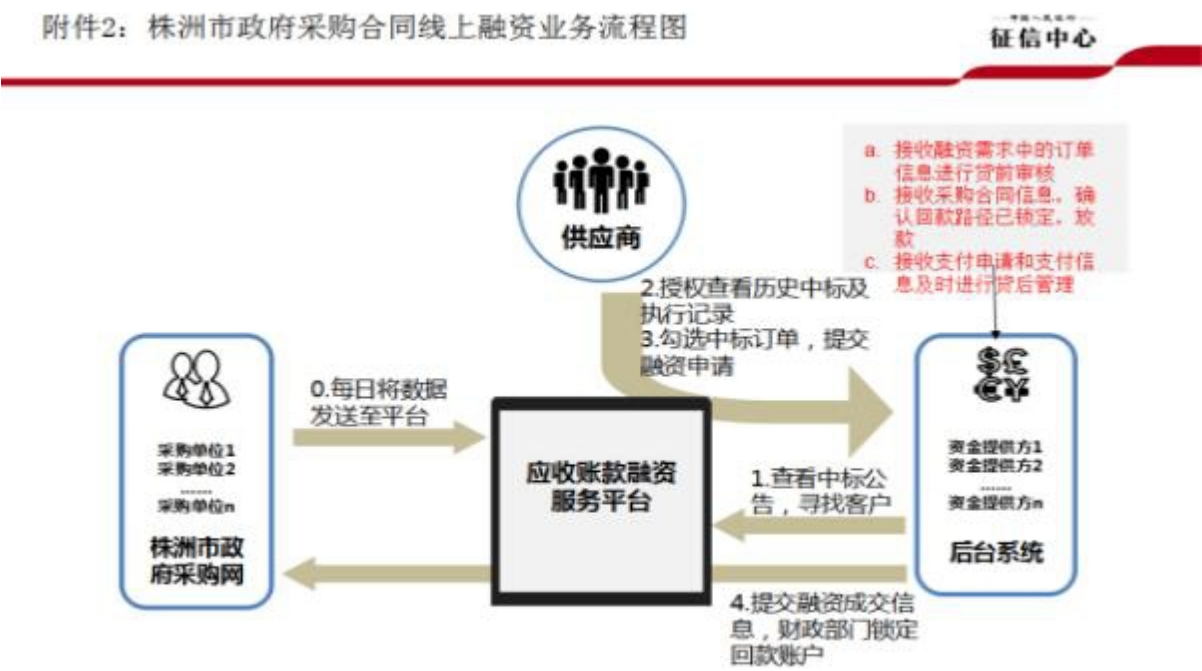 附件2：株洲市政府采购合同线上融资业务流程图
征信中心
a. 接收融资需求中的订单
信息进行贷前审核
b. 接收采购合同信息，确
认回款路径已锁定，放
款
c. 接收支付申请和支付信
息及时进行贷后管理
供应商
2.授权查看历史中标及
执行记录
3.勾选中标订单，提交
融资申请
0.每日将数据
发送至平台
采购单位1
采购单位2
......
采购单位n
株洲市政
府采购网
应收账款融资
服务平台
1.查看中标公
告，寻找客户
$£
€¥
资金提供方1
资金提供方2
......
资金提供方n
后台系统
4.提交融资成交信
息，财政部门锁定
回款账户